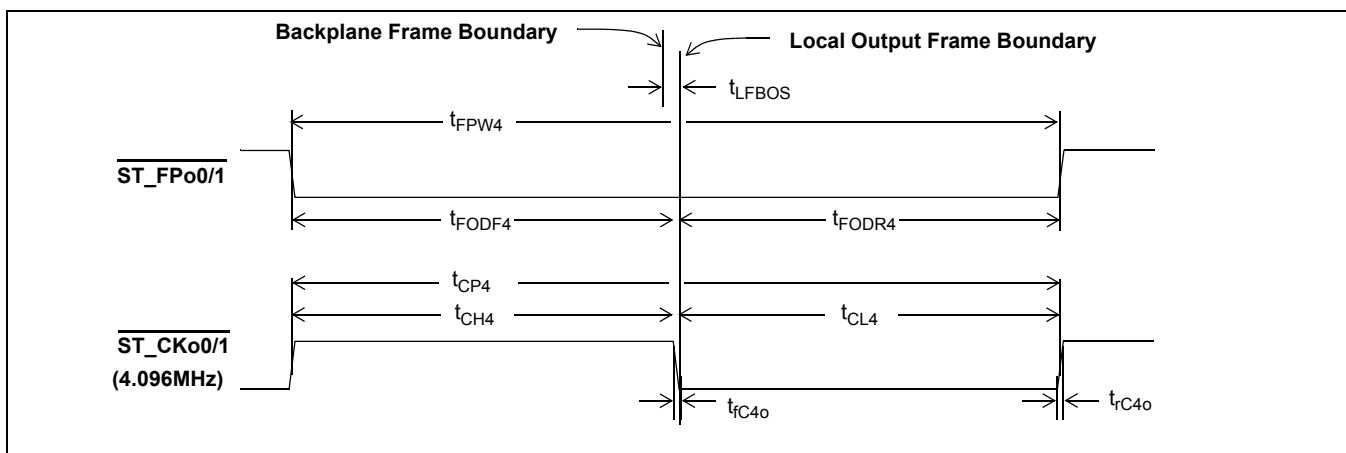 Backplane Frame Boundary
Local Output Frame Boundary
tLFBOS
tFPW4
ST_FPo0/1
tFODF4
tFODR4
tCP4
tCH4
tCL4
ST_CKo0/1
(4.096MHz)
tfC4o
trC4o